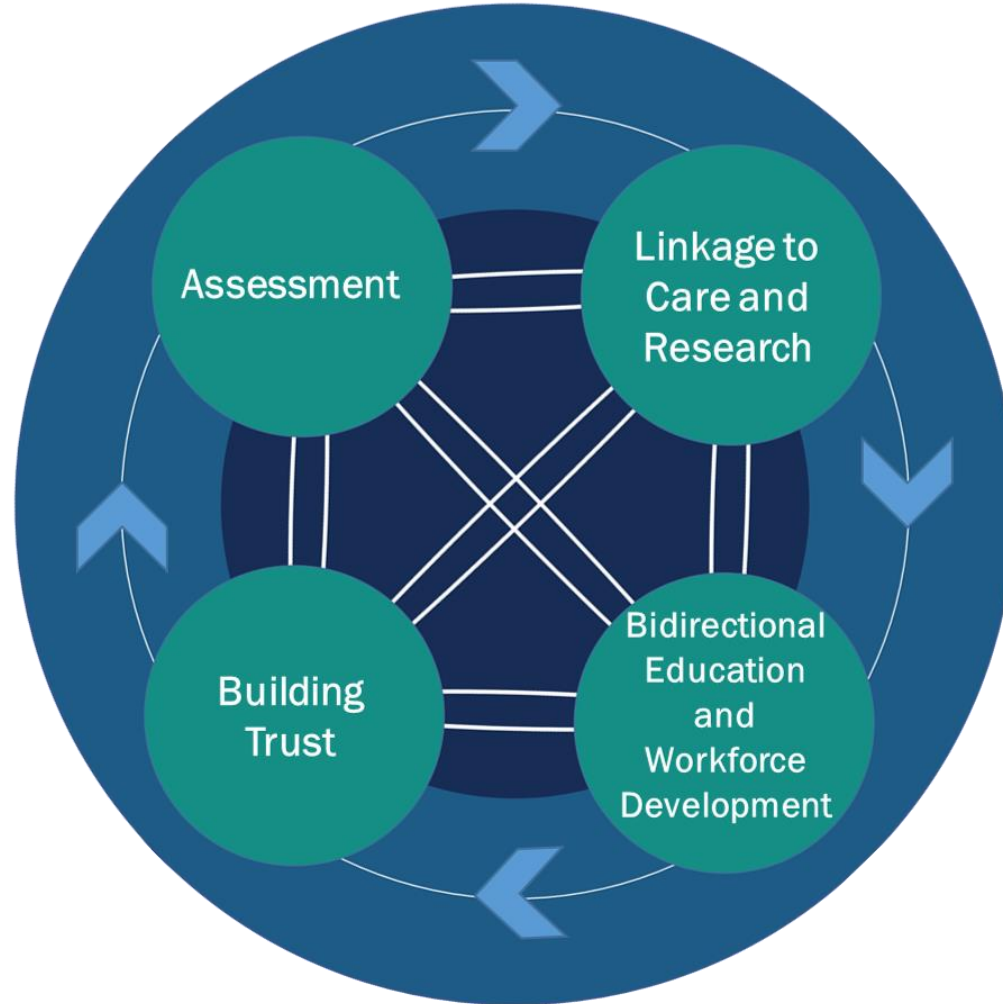 Assessment
Linkage to
Care and
Research
Building
Trust
Bidirectional
Education
and
Workforce
Development